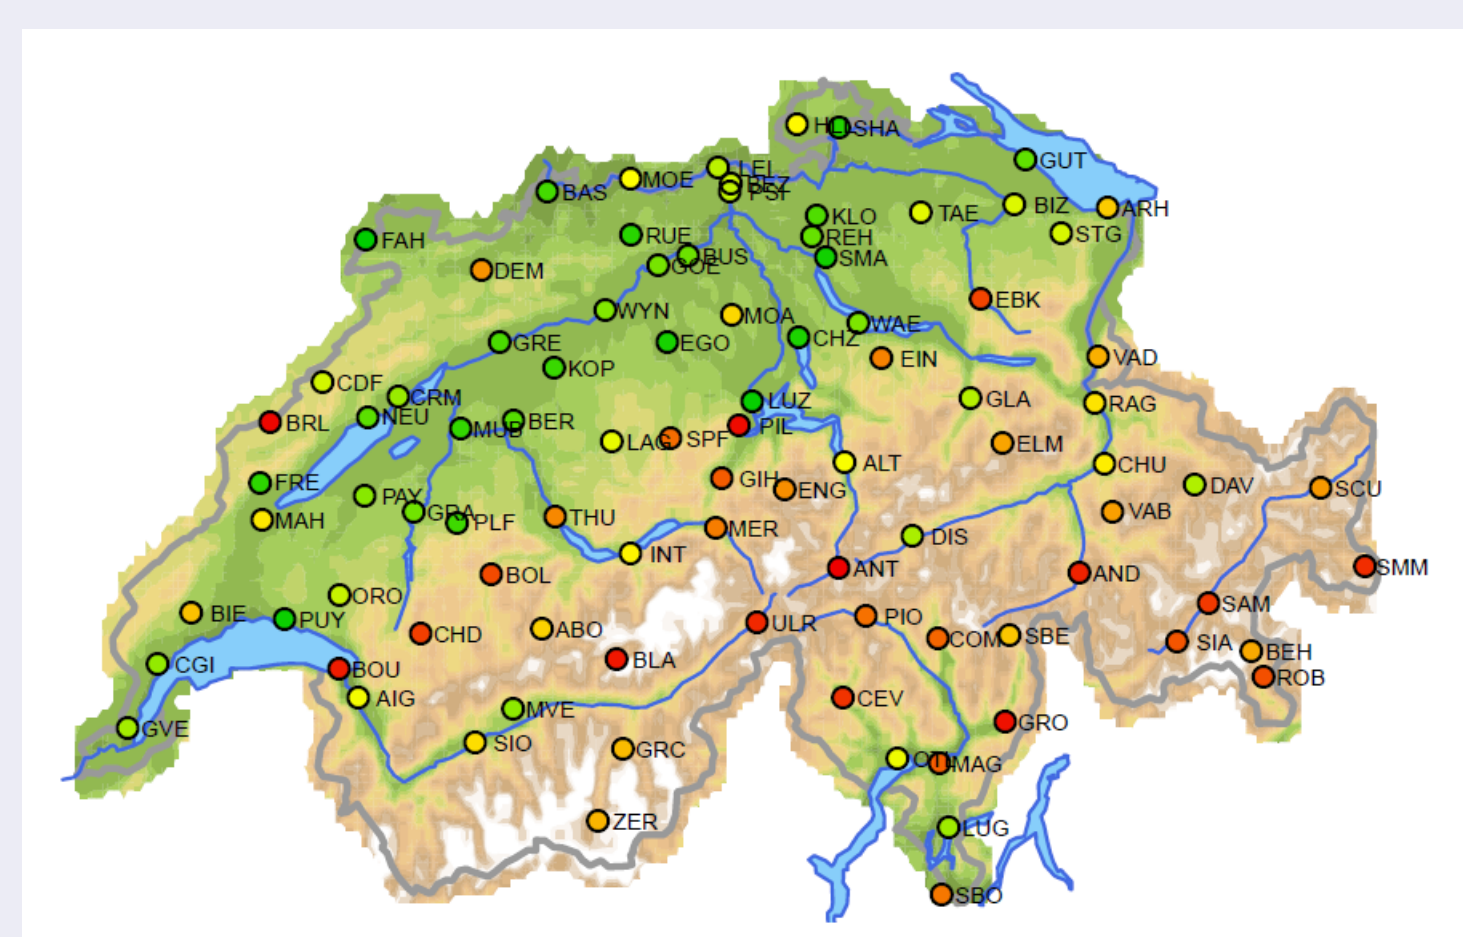 HLL
SHA
GUT
LEI
BEZ
PSI
MOE
BAS
BIZ
ARH
TAE
KLO
STG
RUE
REH
FAH
BUS
SMA
GOE
DEM
EBK
WYN
MOA
WAE
CHZ
GRE
EGO
EIN
VAD
KOP
CDF
CRM
GLA
LUZ
RAG
NEU
BER
BRL
PIL
MUB
SPF
LAG
ELM
ALT
CHU
GIH
FRE
DAV
SCU
ENG
PAY
GRA
VAB
THU
MAH
PLF
MER
DIS
INT
SMM
ANT
AND
BOL
ORO
SAM
BIE
PIO
PUY
ULR
ABO
CHD
COM
SBE
SIA
BEH
BLA
CGI
BOU
ROB
AIG
CEV
MVE
GRO
GVE
SIO
GRC
OTL
MAG
ZER
LUG
SBO